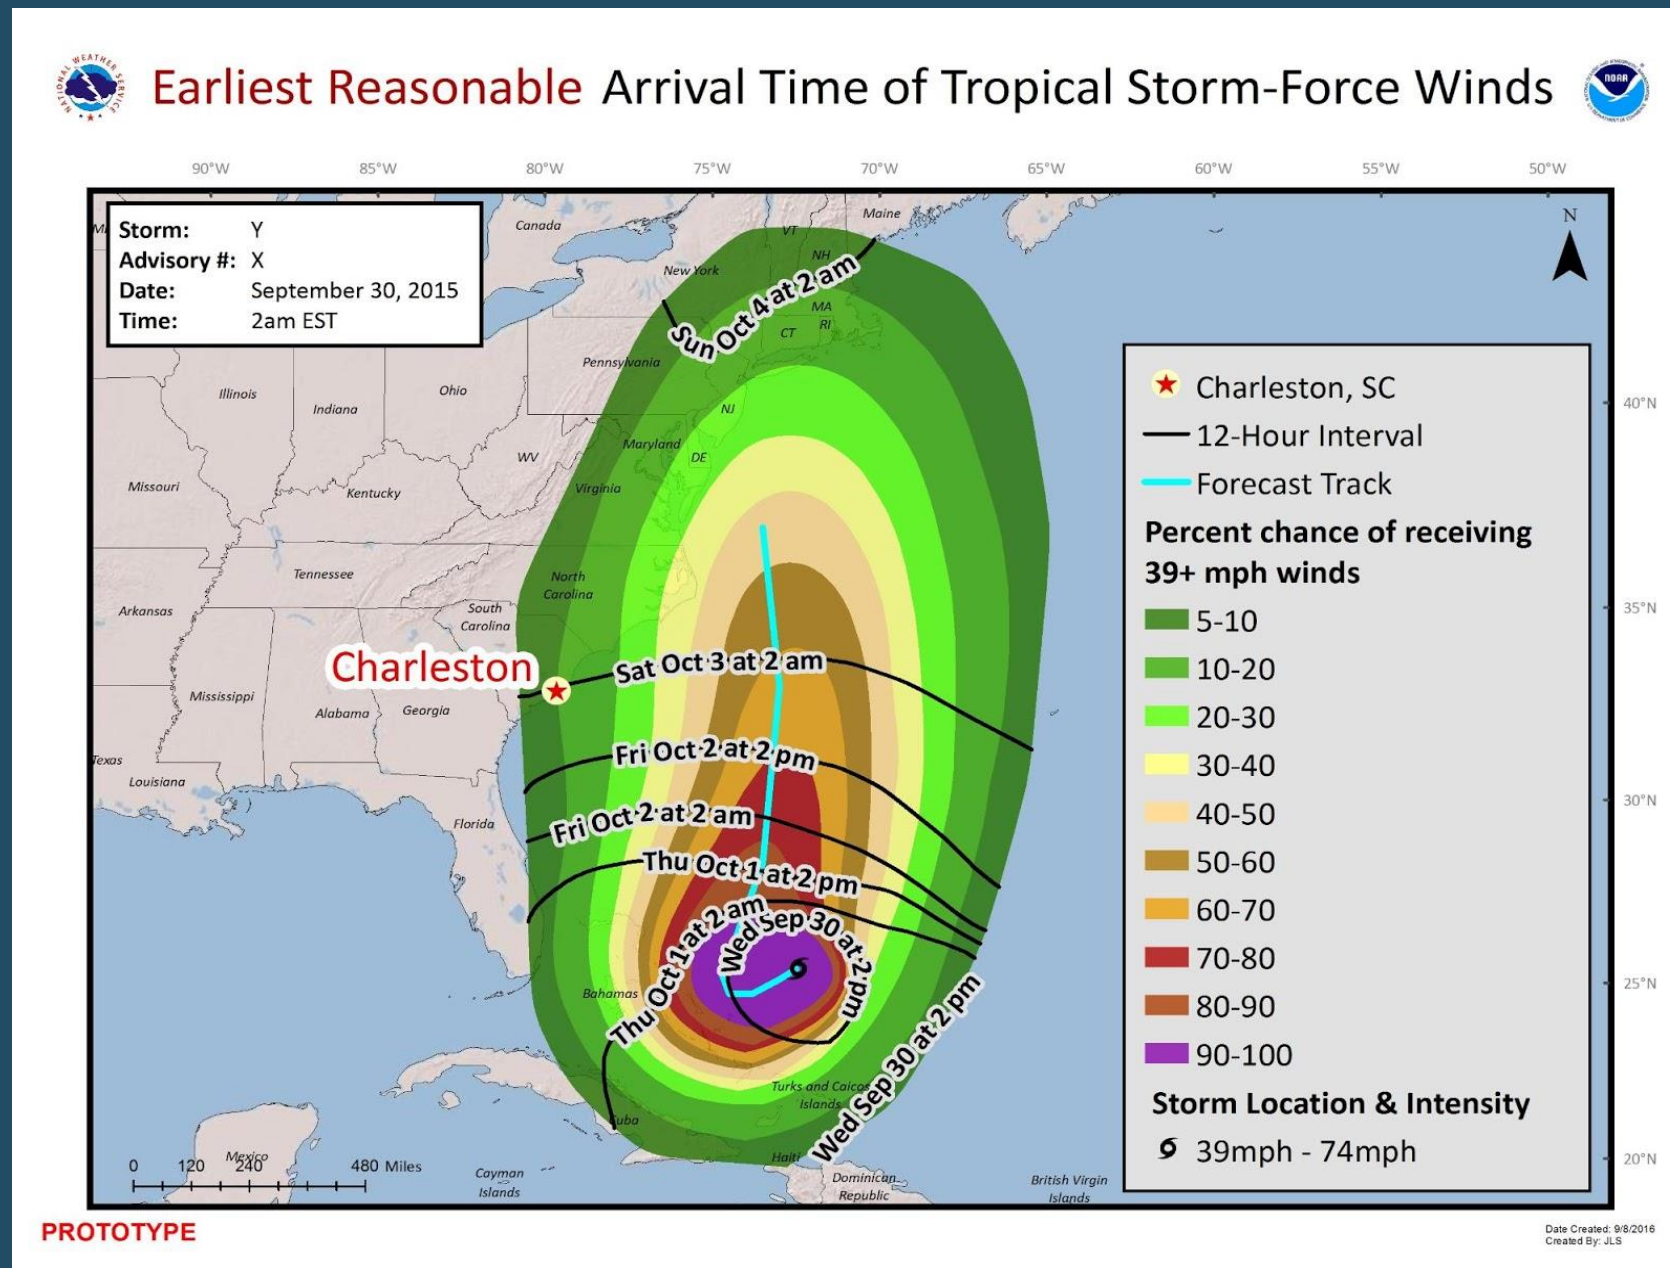 Earliest Reasonable Arrival Time of Tropical Storm-Force Winds
NATIONAL WEATHER SERVICE
NOAA
90°W 85°W 80°W 75°W 70°W 65°W 60°W 55°W 50°W
Storm: Y
Advisory #: X
Date: September 30, 2015
Time: 2am EST
Canada
Maine
VT
NH
New York
MA
RI
CT
Sun Oct 4 at 2 am
Pennsylvania
Illinois
Indiana
Ohio
NJ
Maryland
DE
WV
Virginia
Missouri
Kentucky
Tennessee
North
Carolina
Arkansas
South
Carolina
Charleston
Sat Oct 3 at 2 am
Mississippi
Alabama
Georgia
Texas
Louisiana
Fri Oct 2 at 2 pm
Florida
Fri Oct 2 at 2 am
Thu Oct 1 at 2 pm
Thu Oct 1 at 2 am
Wed Sep 30 at 2 pm
Bahamas
Wed Sep 30 at 2 pm
Turks and Caicos
Islands
Cuba
Haiti
Dominican
Republic
British Virgin
Islands
Cayman
Islands
Mexico
0 120 240 480 Miles
N
40°N
35°N
30°N
25°N
20°N
Charleston, SC
12-Hour Interval
Forecast Track
Percent chance of receiving
39+ mph winds
5-10
10-20
20-30
30-40
40-50
50-60
60-70
70-80
80-90
90-100
Storm Location & Intensity
39mph - 74mph
PROTOTYPE
Date Created: 9/8/2016
Created By: JLS